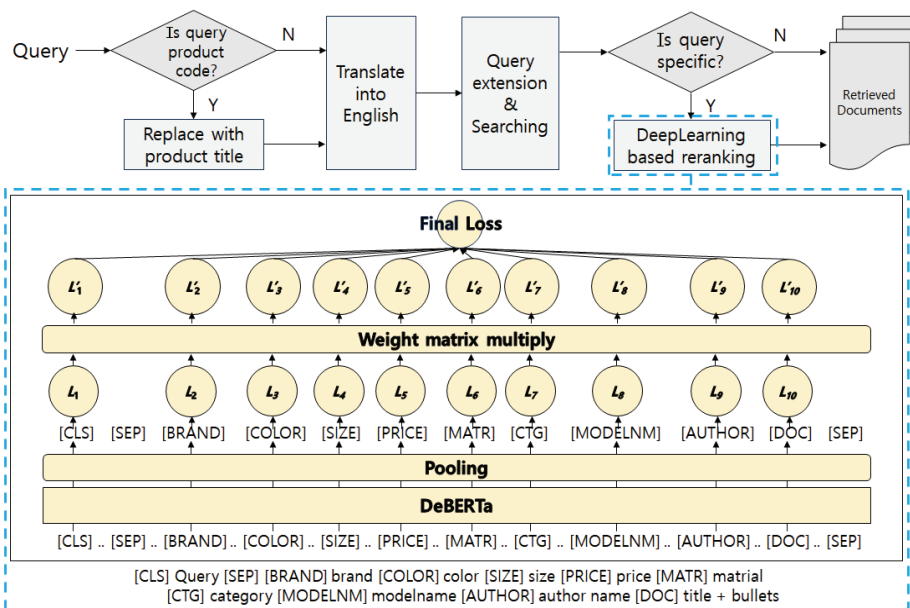 Query
Is query
product
code?
N
Y
Replace with
product title
Translate
into
English
Query
extension
&
Searching
Is query
specific?
N
Y
DeepLearning
based reranking
Retrieved
Documents
Final Loss
L'1 L'2 L'3 L'4 L'5 L'6 L'7 L'8 L'9 L'10
Weight matrix multiply
L1 L2 L3 L4 L5 L6 L7 L8 L9 L10
[CLS] [SEP] [BRAND] [COLOR] [SIZE] [PRICE] [MATR] [CTG] [MODELNM] [AUTHOR] [DOC] [SEP]
Pooling
DeBERTa
[CLS] .. [SEP] .. [BRAND] .. [COLOR] .. [SIZE] .. [PRICE] .. [MATR] .. [CTG] .. [MODELNM] .. [AUTHOR] .. [DOC] .. [SEP]
[CLS] Query [SEP] [BRAND] brand [COLOR] color [SIZE] size [PRICE] price [MATR] matrial
[CTG] category [MODELNM] modelname [AUTHOR] author name [DOC] title + bullets